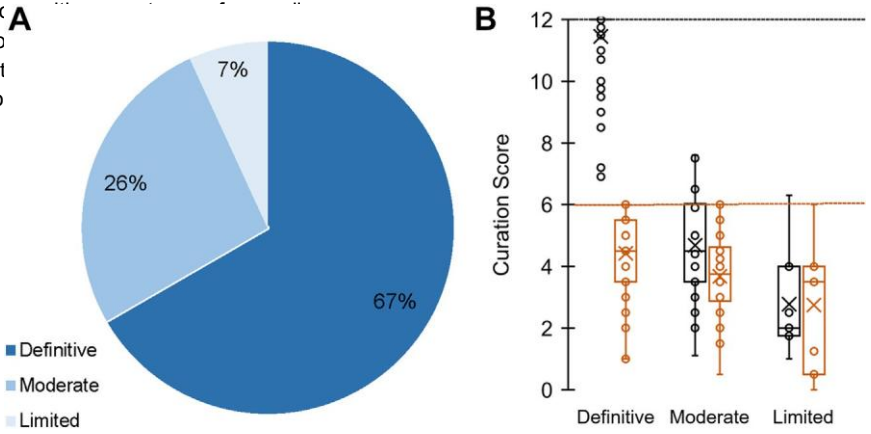 A
B
7%
26%
67%
Definitive
Moderate
Limited
Curation Score
12
10
8
6
4
2
0
Definitive Moderate Limited